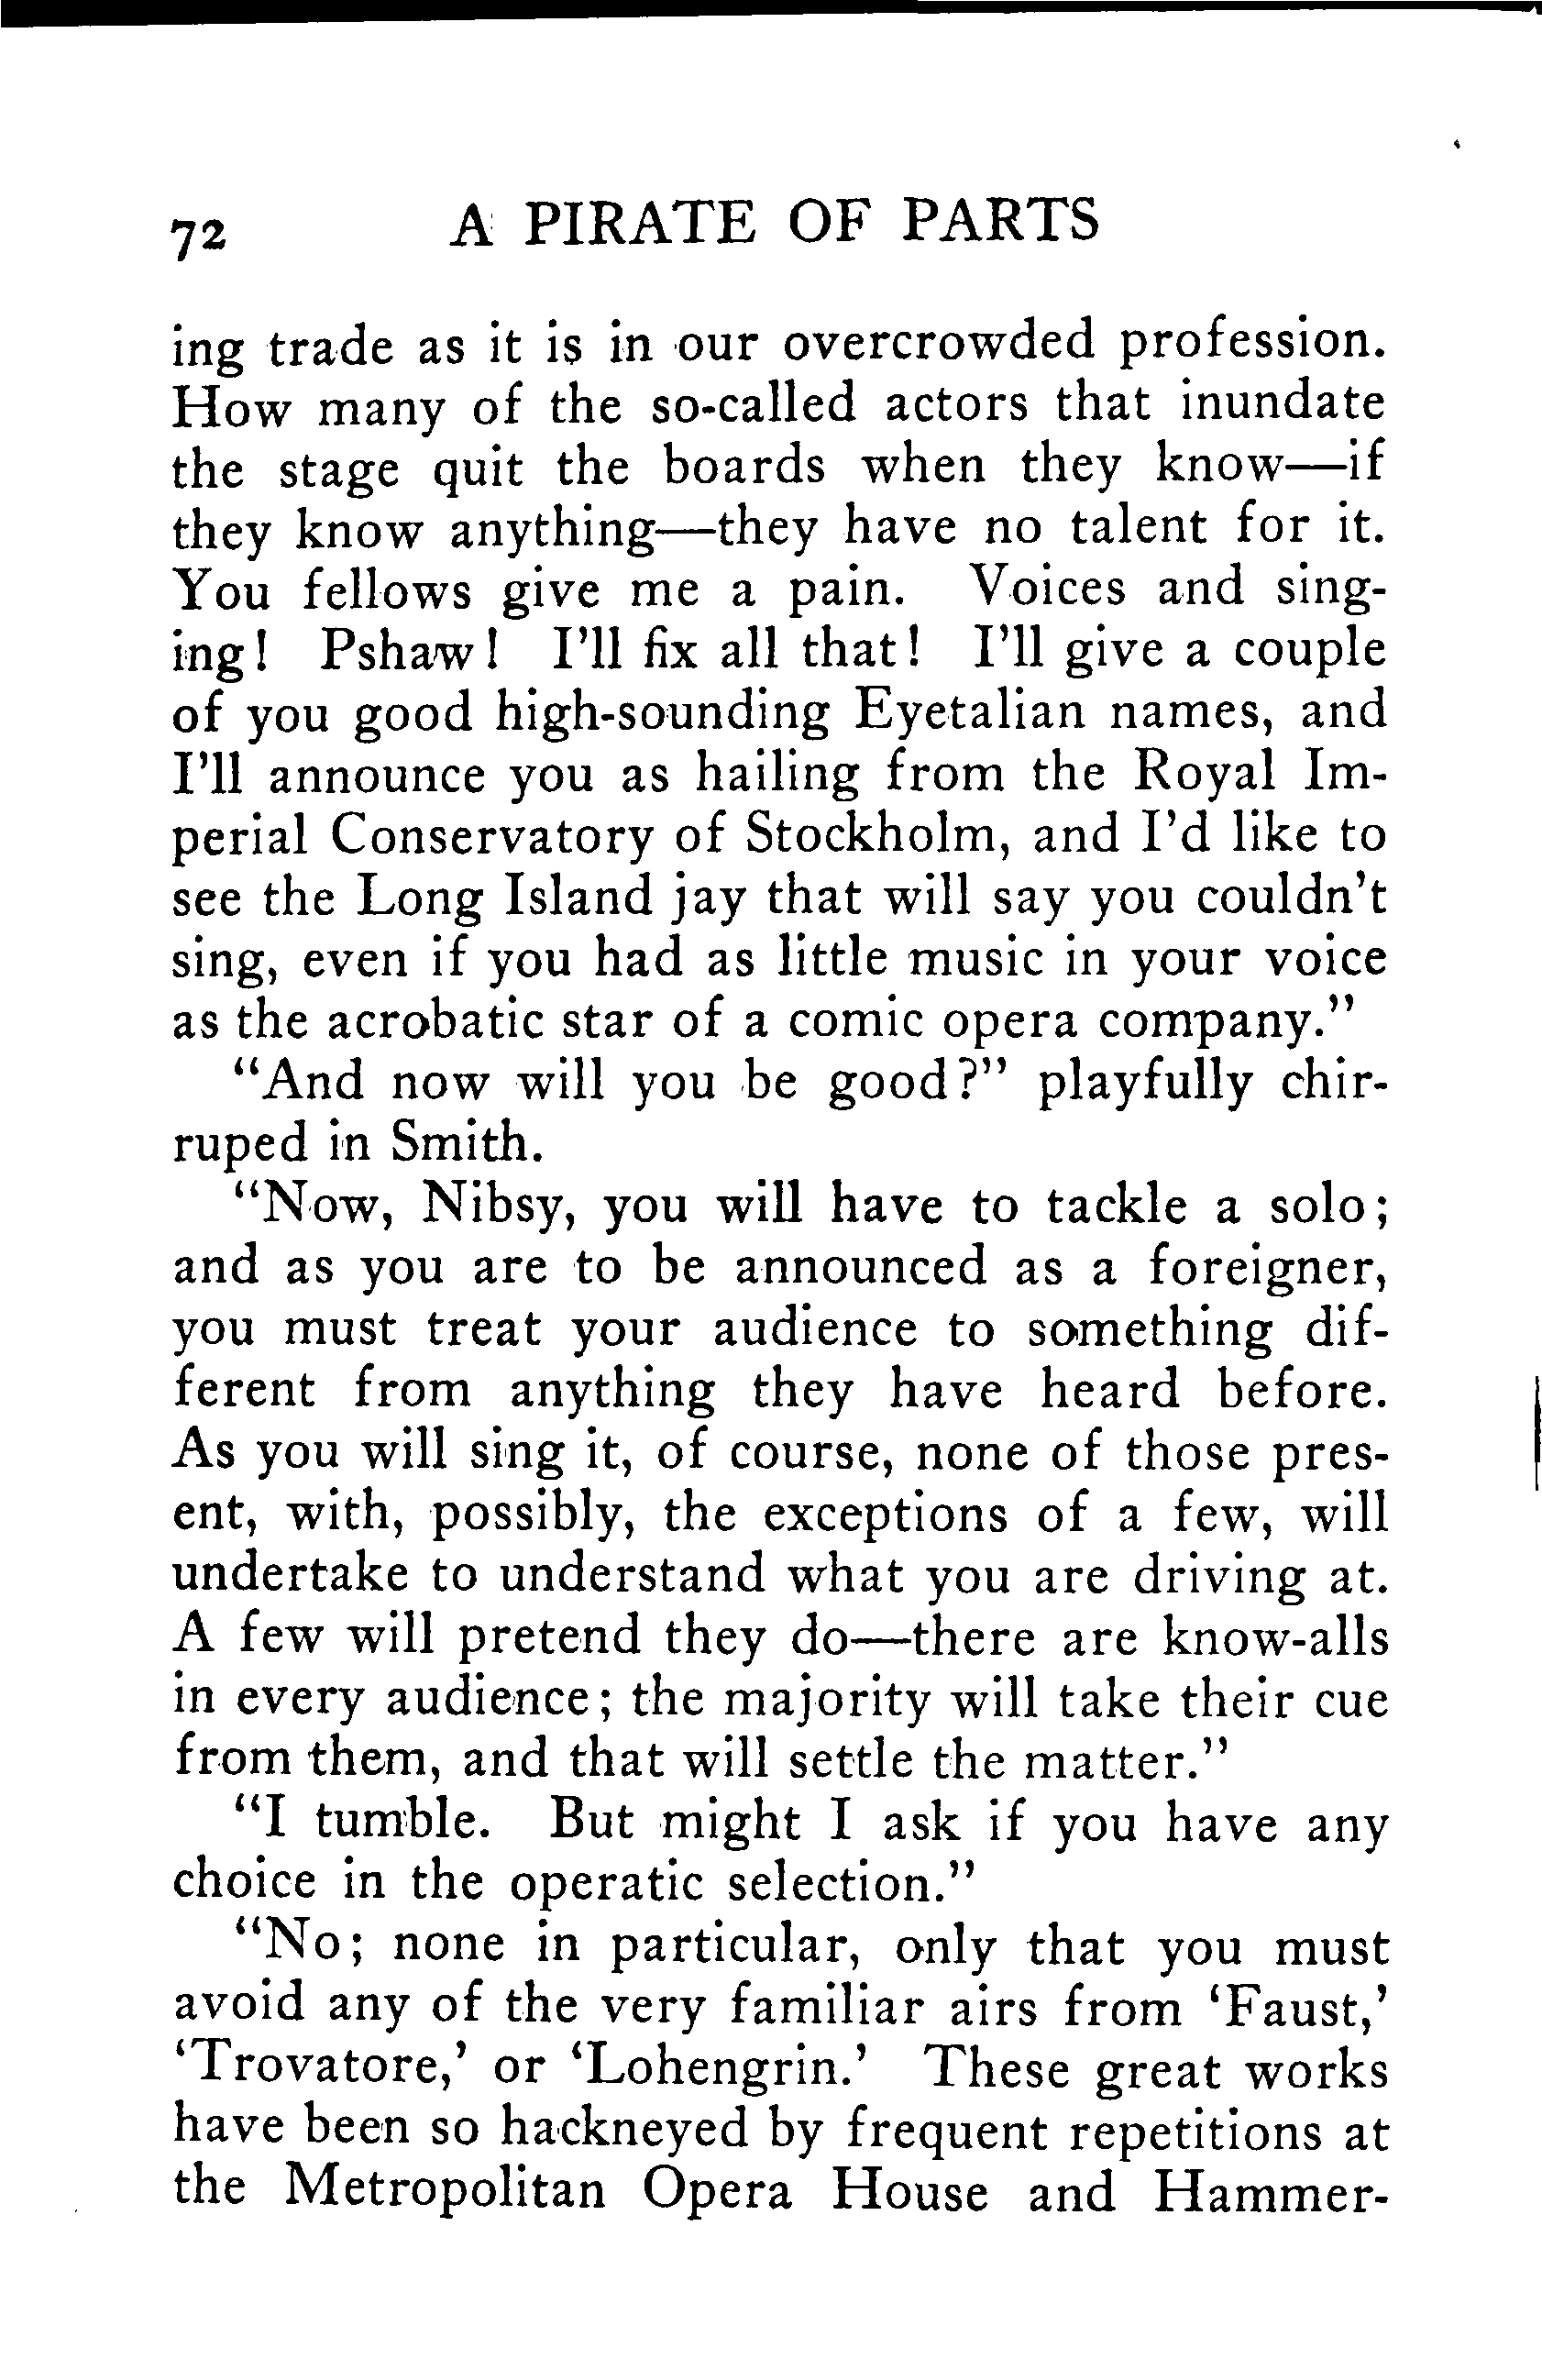 72 A PIRATE OF PARTS
ing trade as it is in our overcrowded profession.
How many of the so-called actors that inundate
the stage quit the boards when they know—if
they know anything—they have no talent for it.
You fellows give me a pain. Voices and sing-
ing! Pshaw! I'll fix all that! I'll give a couple
of you good high-sounding Eyetalian names, and
I'll announce you as hailing from the Royal Im-
perial Conservatory of Stockholm, and I'd like to
see the Long Island jay that will say you couldn't
sing, even if you had as little music in your voice
as the acrobatic star of a comic opera company."
"And now will you be good?" playfully chir-
ruped in Smith.
"Now, Nibsy, you will have to tackle a solo;
and as you are to be announced as a foreigner,
you must treat your audience to something dif-
ferent from anything they have heard before.
As you will sing it, of course, none of those pres-
ent, with, possibly, the exceptions of a few, will
undertake to understand what you are driving at.
A few will pretend they do—there are know-alls
in every audience; the majority will take their cue
from them, and that will settle the matter."
"I tumble. But might I ask if you have any
choice in the operatic selection."
"No; none in particular, only that you must
avoid any of the very familiar airs from 'Faust,'
'Trovatore,' or 'Lohengrin.' These great works
have been so hackneyed by frequent repetitions at
the Metropolitan Opera House and Hammer-